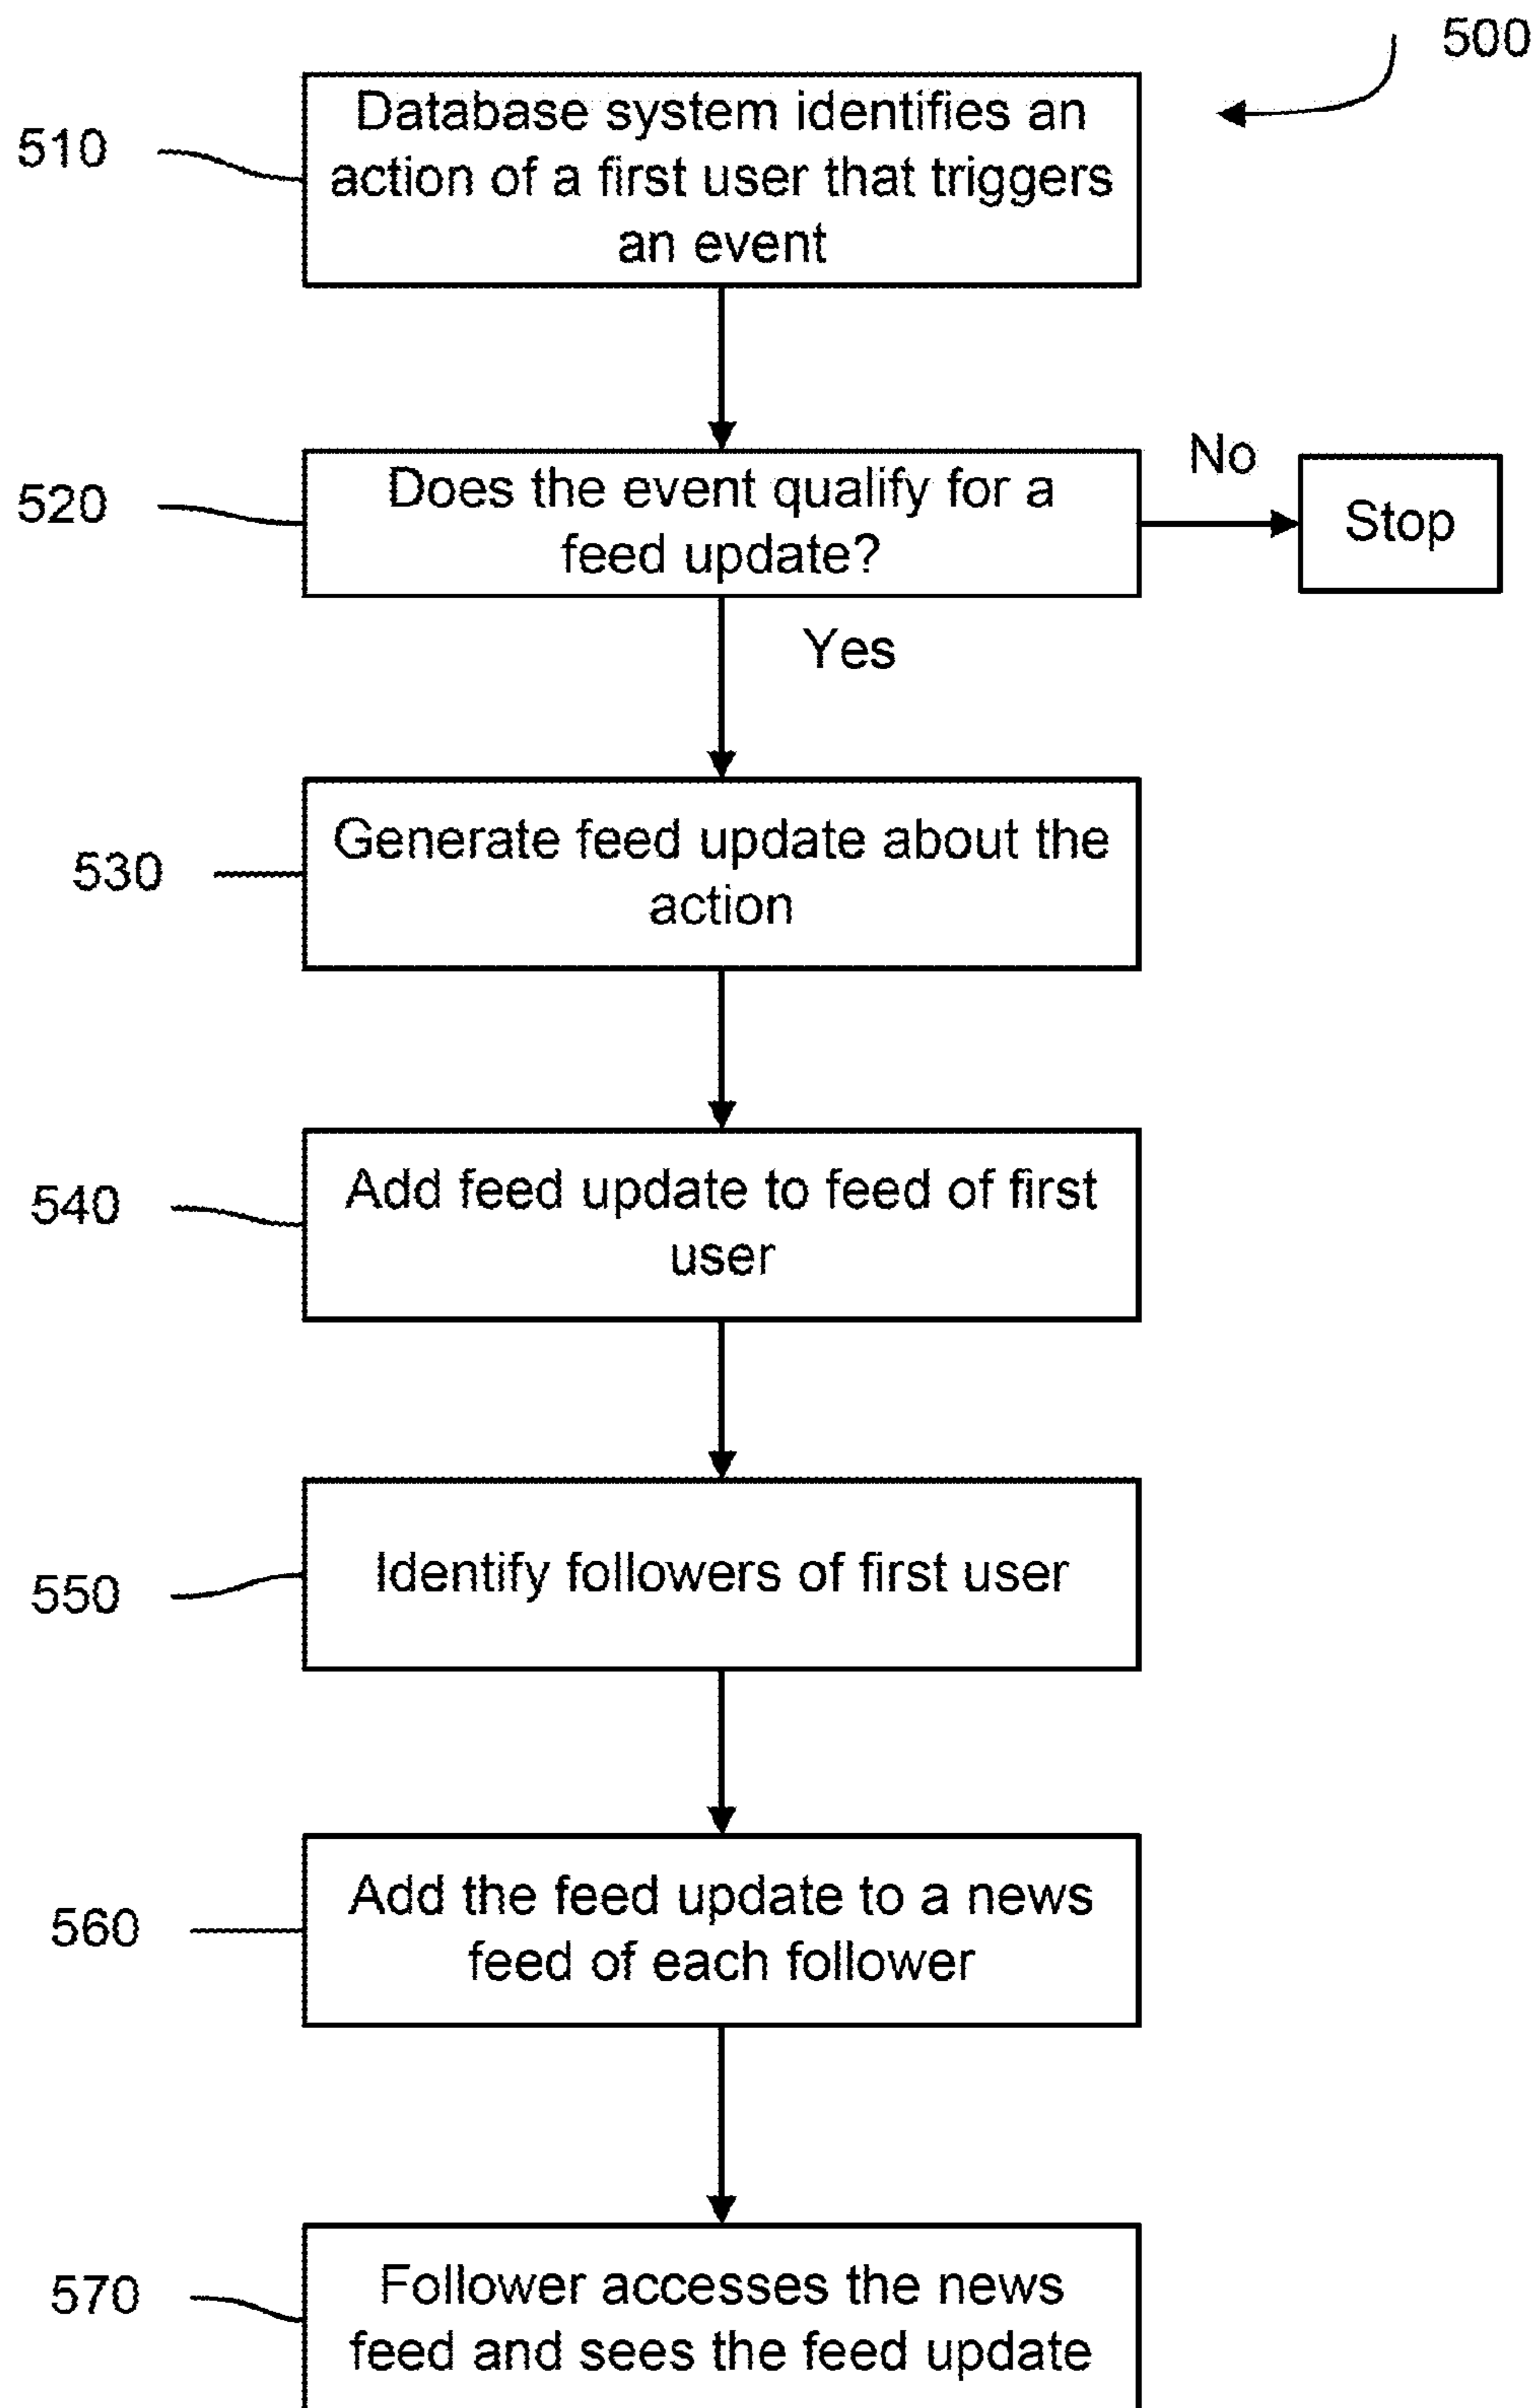 500
510
Database system identifies an
action of a first user that triggers
an event
520
Does the event qualify for a
feed update?
No
Stop
Yes
530
Generate feed update about the
action
540
Add feed update to feed of first
user
550
Identify followers of first user
560
Add the feed update to a news
feed of each follower
570
Follower accesses the news
feed and sees the feed update